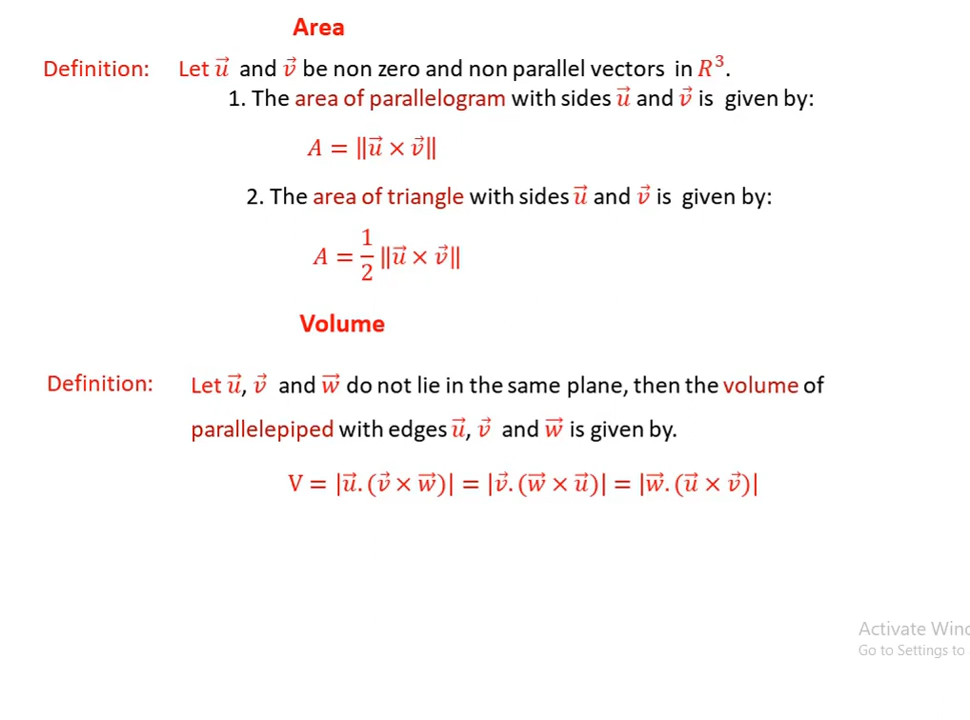 Area
Definition: Let u⃗ and v⃗ be non zero and non parallel vectors in R³.
1. The area of parallelogram with sides u⃗ and v⃗ is given by:
A = ‖u⃗ × v⃗‖
2. The area of triangle with sides u⃗ and v⃗ is given by:
A = 1/2 ‖u⃗ × v⃗‖
Volume
Definition: Let u⃗, v⃗ and w⃗ do not lie in the same plane, then the volume of
parallelepiped with edges u⃗, v⃗ and w⃗ is given by.
V = |u⃗. (v⃗ × w⃗)| = |v⃗. (w⃗ × u⃗)| = |w⃗. (u⃗ × v⃗)|
Activate Winc
Go to Settings to